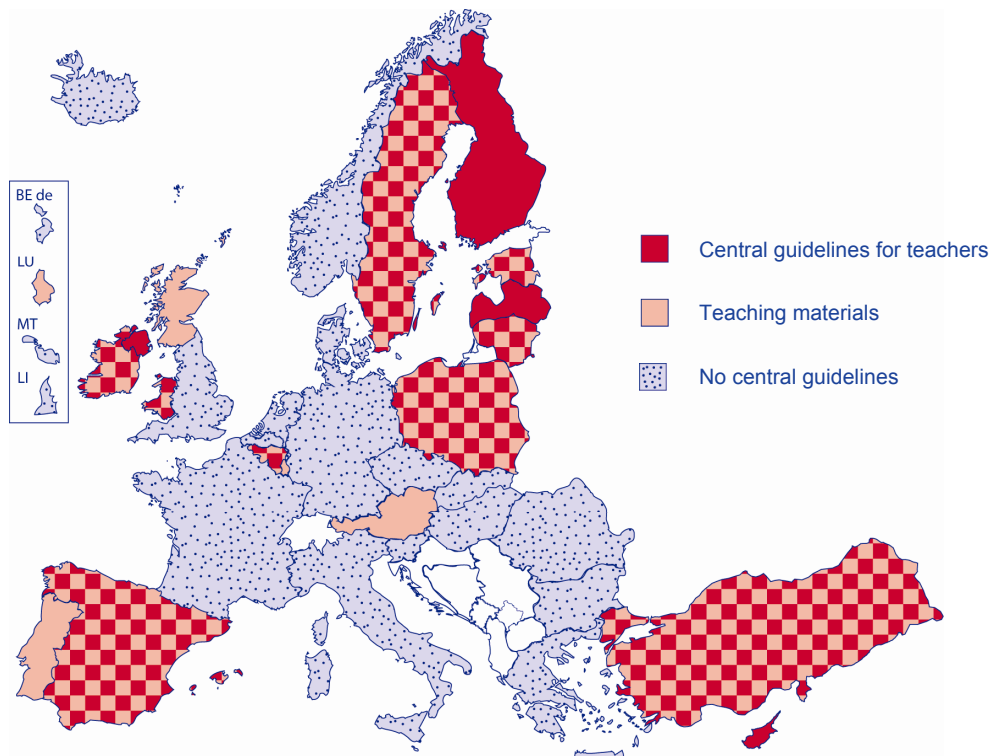 BE de
LU
MT
LI
Central guidelines for teachers
Teaching materials
No central guidelines